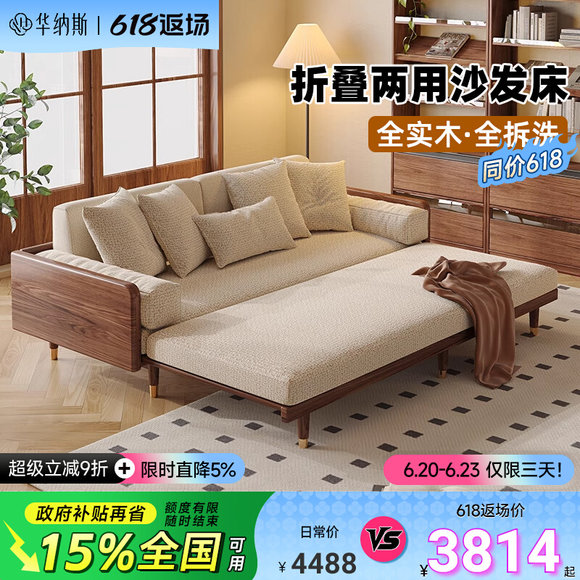 华纳斯 618返场
折叠两用沙发床
全实木·全拆洗
同价618
超级立减9折 + 限时直降5%
6.20-6.23 仅限三天！
政府补贴再省 额度有限 随时结束
15%全国可用
日常价
¥4488
VS
618返场价
¥3814起